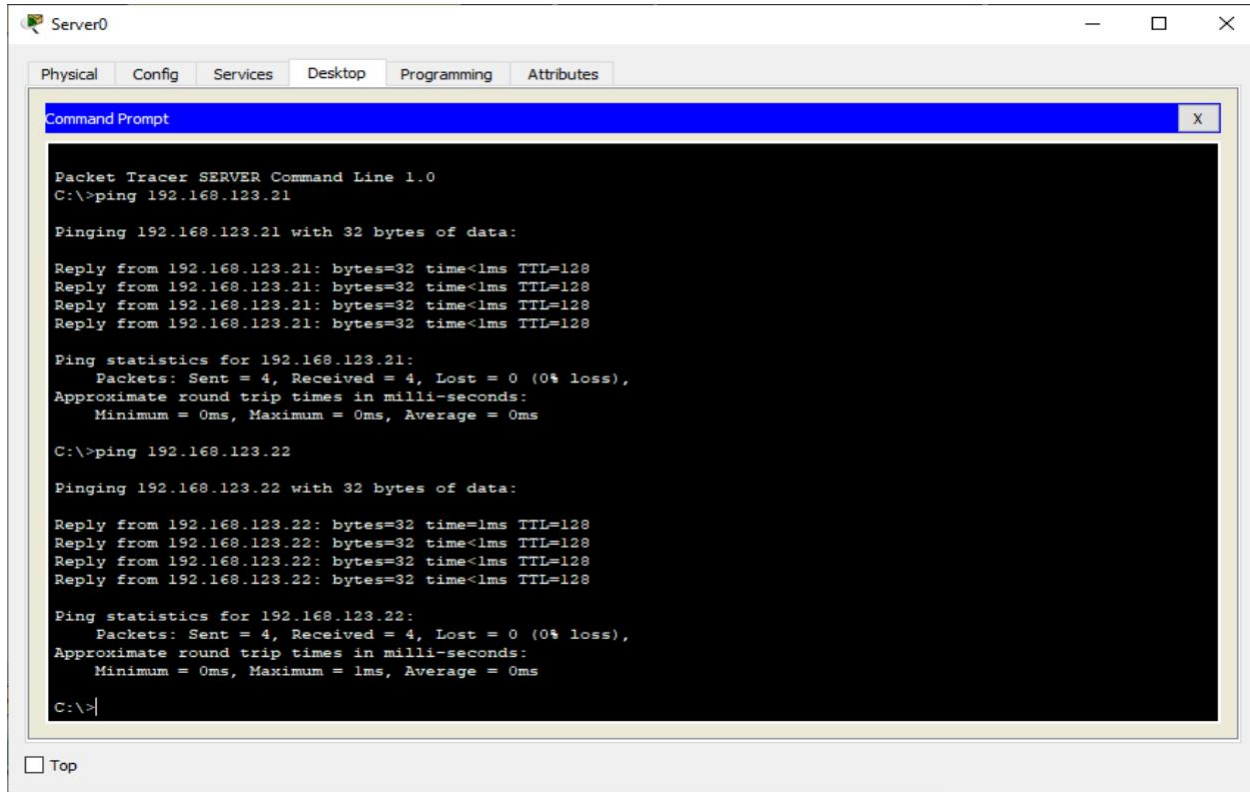 Server0
Physical Config Services Desktop Programming Attributes
Command Prompt X
Packet Tracer SERVER Command Line 1.0
C:\>ping 192.168.123.21
Pinging 192.168.123.21 with 32 bytes of data:
Reply from 192.168.123.21: bytes=32 time<1ms TTL=128
Reply from 192.168.123.21: bytes=32 time<1ms TTL=128
Reply from 192.168.123.21: bytes=32 time<1ms TTL=128
Reply from 192.168.123.21: bytes=32 time<1ms TTL=128
Ping statistics for 192.168.123.21:
Packets: Sent = 4, Received = 4, Lost = 0 (0% loss),
Approximate round trip times in milli-seconds:
Minimum = 0ms, Maximum = 0ms, Average = 0ms
C:\>ping 192.168.123.22
Pinging 192.168.123.22 with 32 bytes of data:
Reply from 192.168.123.22: bytes=32 time=1ms TTL=128
Reply from 192.168.123.22: bytes=32 time<1ms TTL=128
Reply from 192.168.123.22: bytes=32 time<1ms TTL=128
Reply from 192.168.123.22: bytes=32 time<1ms TTL=128
Ping statistics for 192.168.123.22:
Packets: Sent = 4, Received = 4, Lost = 0 (0% loss),
Approximate round trip times in milli-seconds:
Minimum = 0ms, Maximum = 1ms, Average = 0ms
C:\>
Top